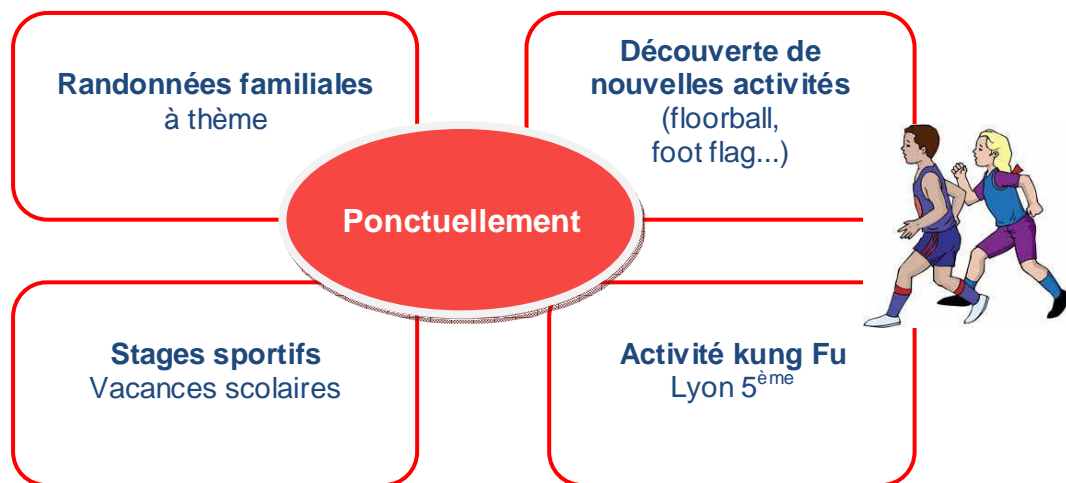 Randonnées familiales
à thème
Découverte de
nouvelles activités
(floorball,
foot flag...)
Ponctuellement
Stages sportifs
Vacances scolaires
Activité kung Fu
Lyon 5ème